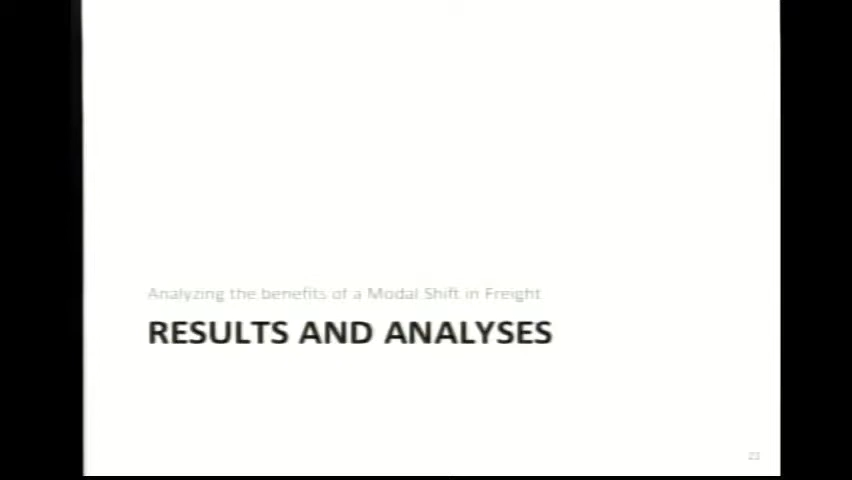 Analyzing the benefits of a Modal Shift in Freight
RESULTS AND ANALYSES